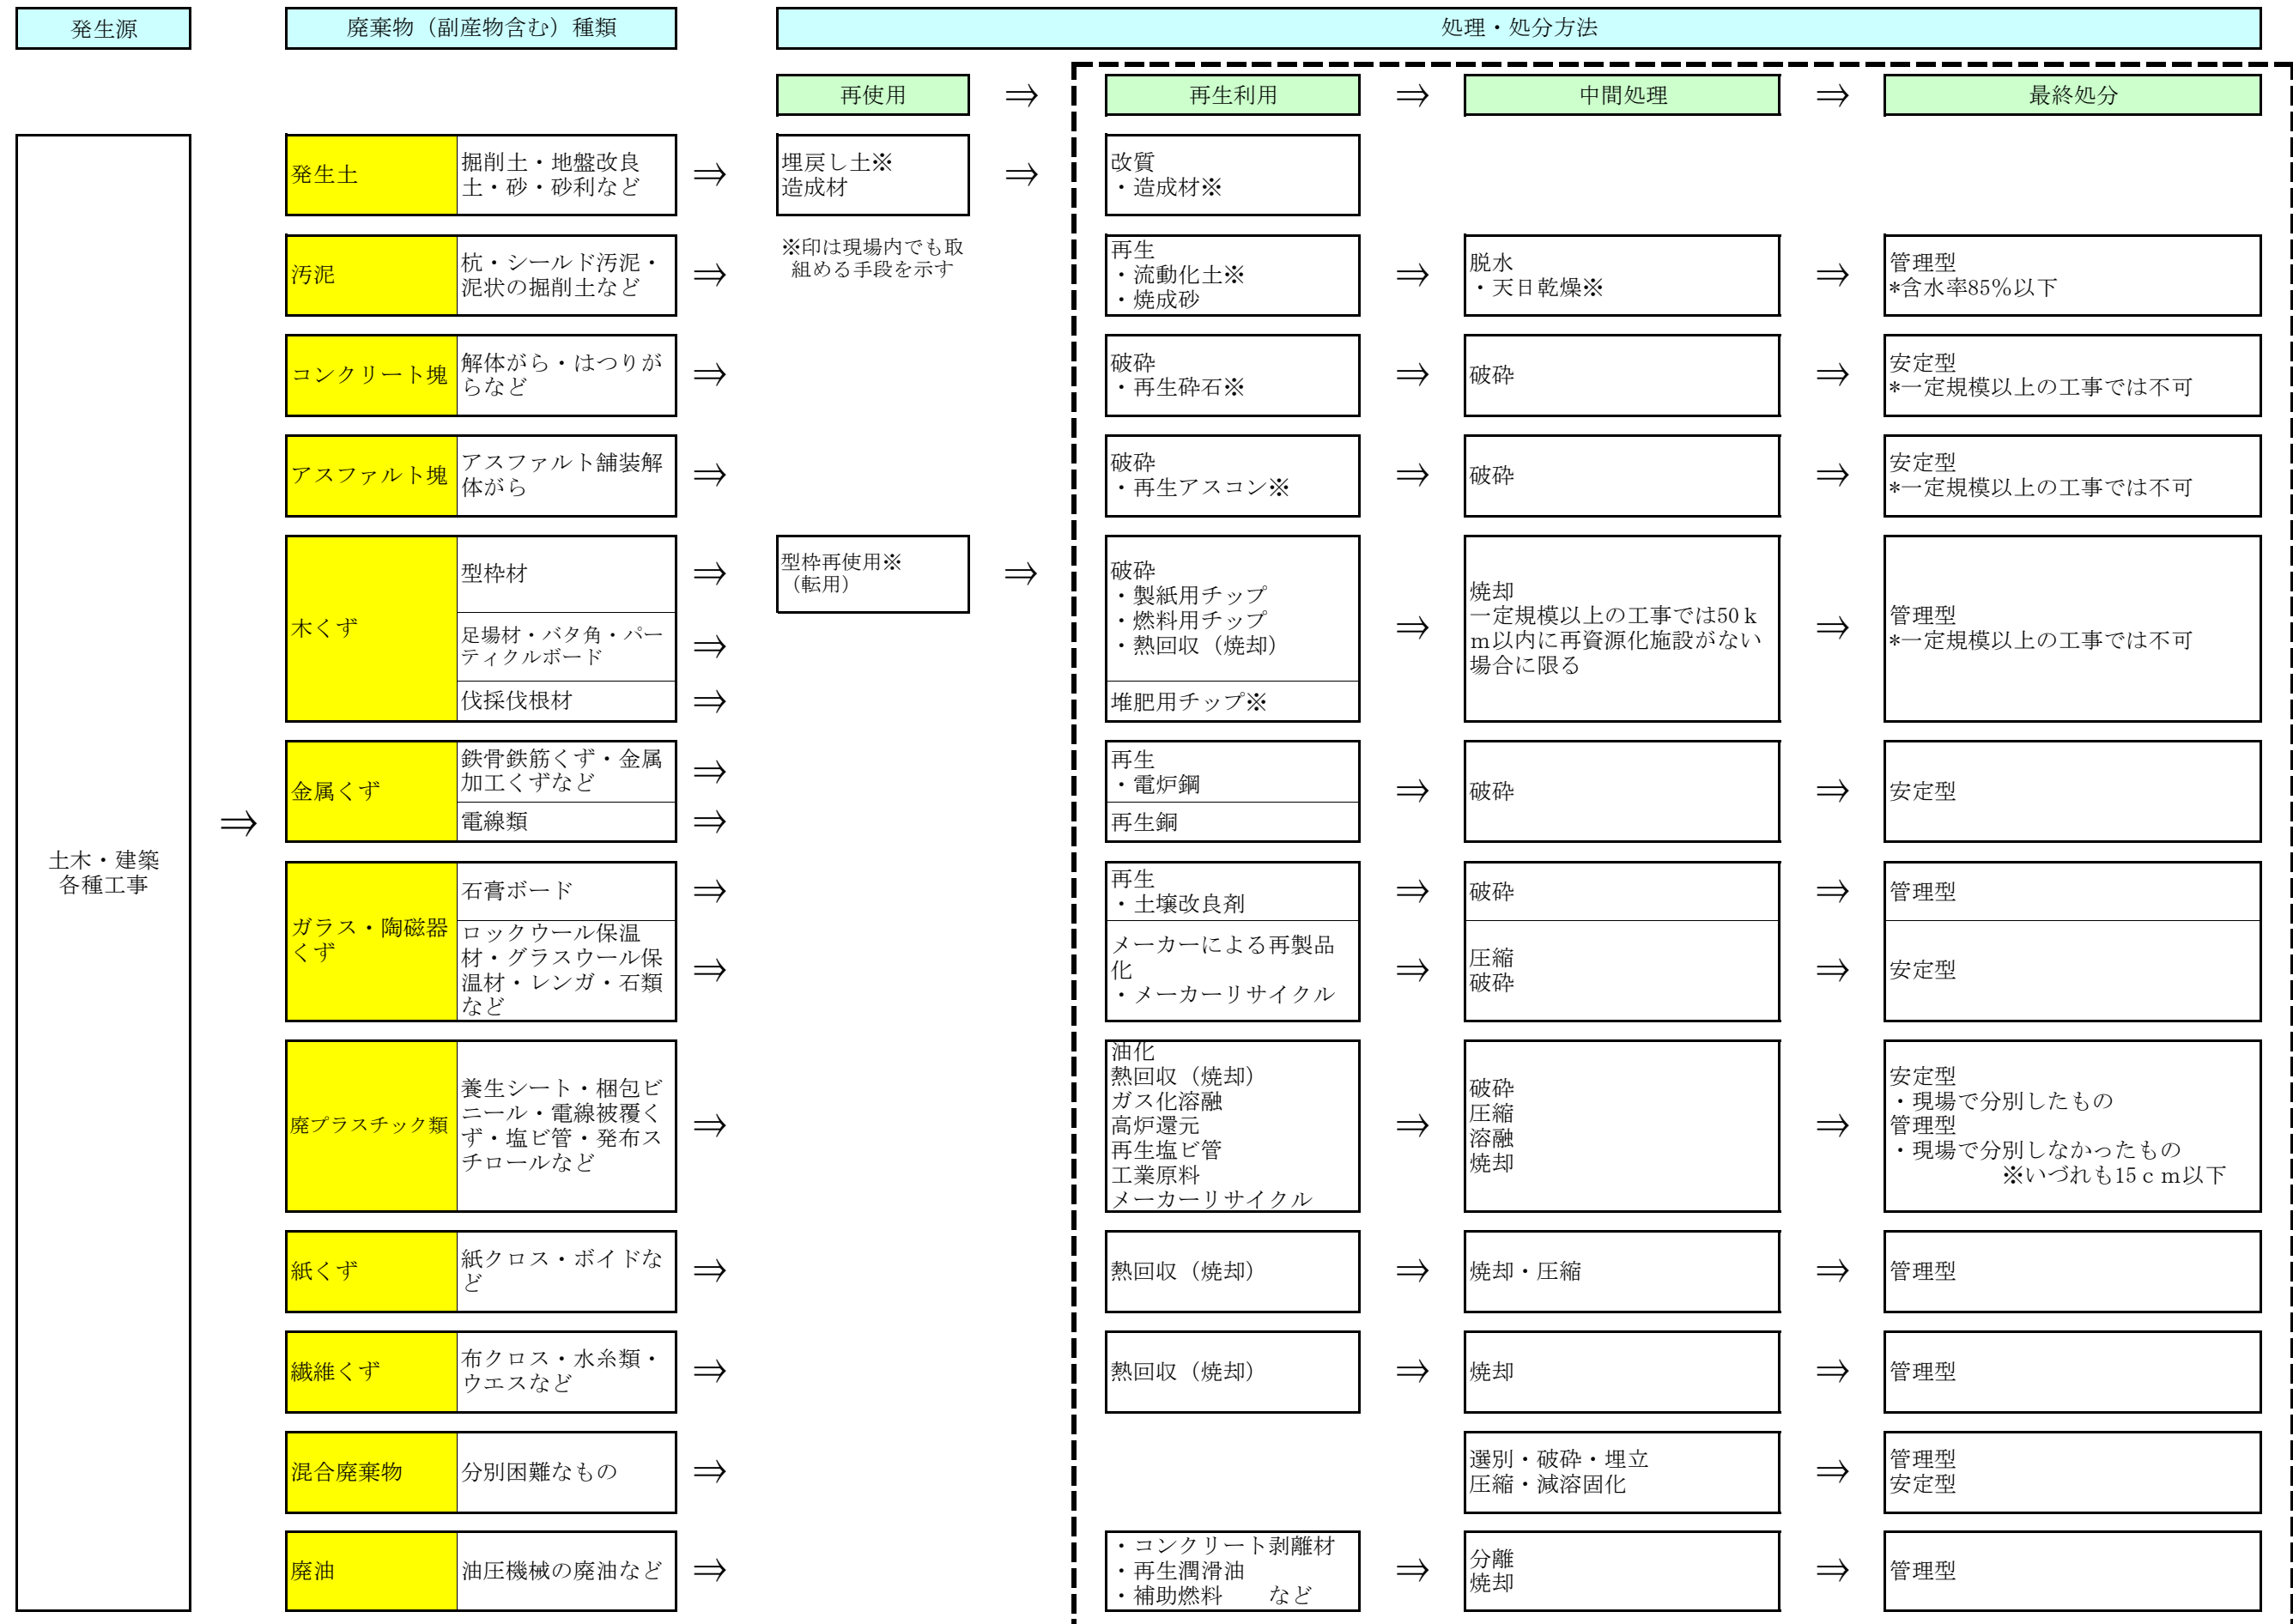 発生源
廃棄物（副産物含む）種類
処理・処分方法
再使用
⇒
再生利用
⇒
中間処理
⇒
最終処分
土木・建築
各種工事
⇒
発生土
掘削土・地盤改良
土・砂・砂利など
⇒
埋戻し土※
造成材
⇒
改質
・造成材※
※印は現場内でも取
組める手段を示す
汚泥
杭・シールド汚泥・
泥状の掘削土など
⇒
再生
・流動化土※
・焼成砂
⇒
脱水
・天日乾燥※
⇒
管理型
*含水率85％以下
コンクリート塊
解体がら・はつりが
らなど
⇒
破砕
・再生砕石※
⇒
破砕
⇒
安定型
*一定規模以上の工事では不可
アスファルト塊
アスファルト舗装解
体がら
⇒
破砕
・再生アスコン※
⇒
破砕
⇒
安定型
*一定規模以上の工事では不可
木くず
型枠材
⇒
型枠再使用※
（転用）
⇒
足場材・バタ角・パー
ティクルボード
⇒
伐採伐根材
⇒
破砕
・製紙用チップ
・燃料用チップ
・熱回収（焼却）
堆肥用チップ※
⇒
焼却
一定規模以上の工事では50ｋ
ｍ以内に再資源化施設がない
場合に限る
⇒
管理型
*一定規模以上の工事では不可
金属くず
鉄骨鉄筋くず・金属
加工くずなど
⇒
電線類
⇒
再生
・電炉鋼
再生銅
⇒
破砕
⇒
安定型
ガラス・陶磁器
くず
石膏ボード
⇒
再生
・土壌改良剤
⇒
破砕
⇒
管理型
ロックウール保温
材・グラスウール保
温材・レンガ・石類
など
⇒
メーカーによる再製品
化
・メーカーリサイクル
⇒
圧縮
破砕
⇒
安定型
廃プラスチック類
養生シート・梱包ビ
ニール・電線被覆く
ず・塩ビ管・発布ス
チロールなど
⇒
油化
熱回収（焼却）
ガス化溶融
高炉還元
再生塩ビ管
工業原料
メーカーリサイクル
⇒
破砕
圧縮
溶融
焼却
⇒
安定型
・現場で分別したもの
管理型
・現場で分別しなかったもの
※いづれも15ｃｍ以下
紙くず
紙クロス・ボイドな
ど
⇒
熱回収（焼却）
⇒
焼却・圧縮
⇒
管理型
繊維くず
布クロス・水糸類・
ウエスなど
⇒
熱回収（焼却）
⇒
焼却
⇒
管理型
混合廃棄物
分別困難なもの
⇒
選別・破砕・埋立
圧縮・減溶固化
⇒
管理型
安定型
廃油
油圧機械の廃油など
⇒
・コンクリート剥離材
・再生潤滑油
・補助燃料　　など
⇒
分離
焼却
⇒
管理型